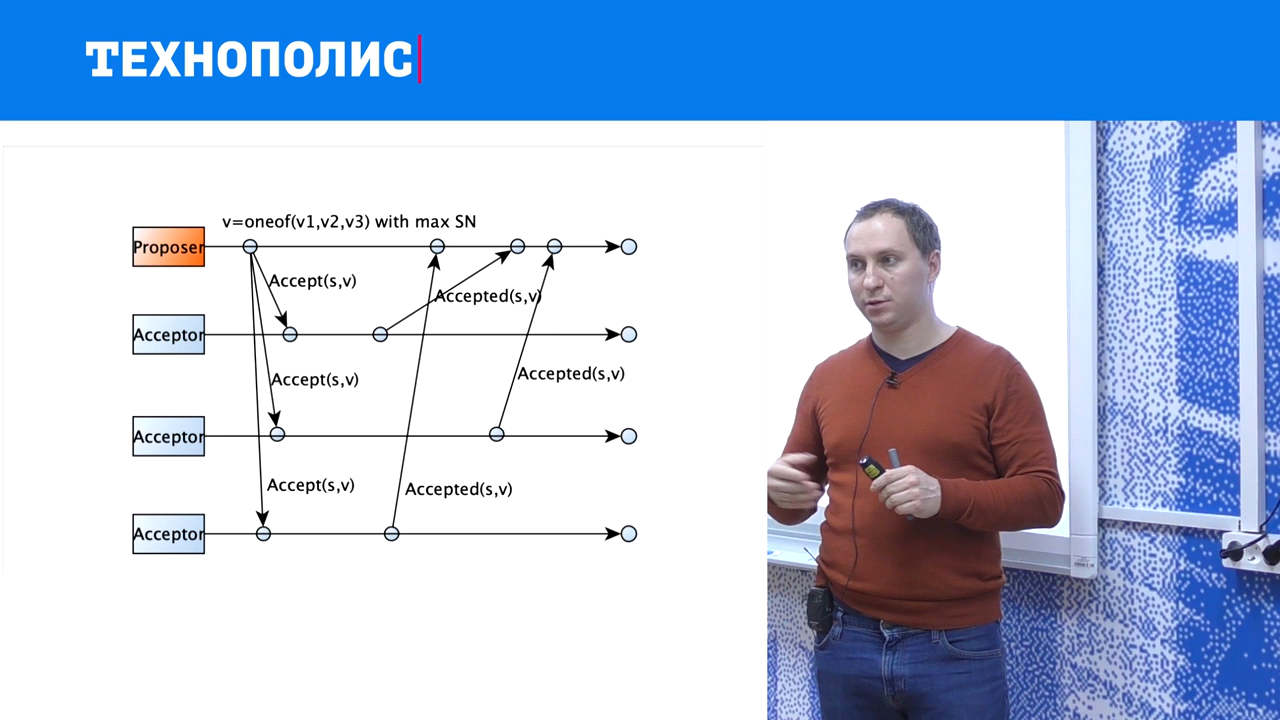 ТЕХНОПОЛИС
v=oneof(v1,v2,v3) with max SN
Proposer
Accept(s,v)
Accepted(s,v)
Acceptor
Accept(s,v)
Accepted(s,v)
Acceptor
Accept(s,v)
Accepted(s,v)
Acceptor